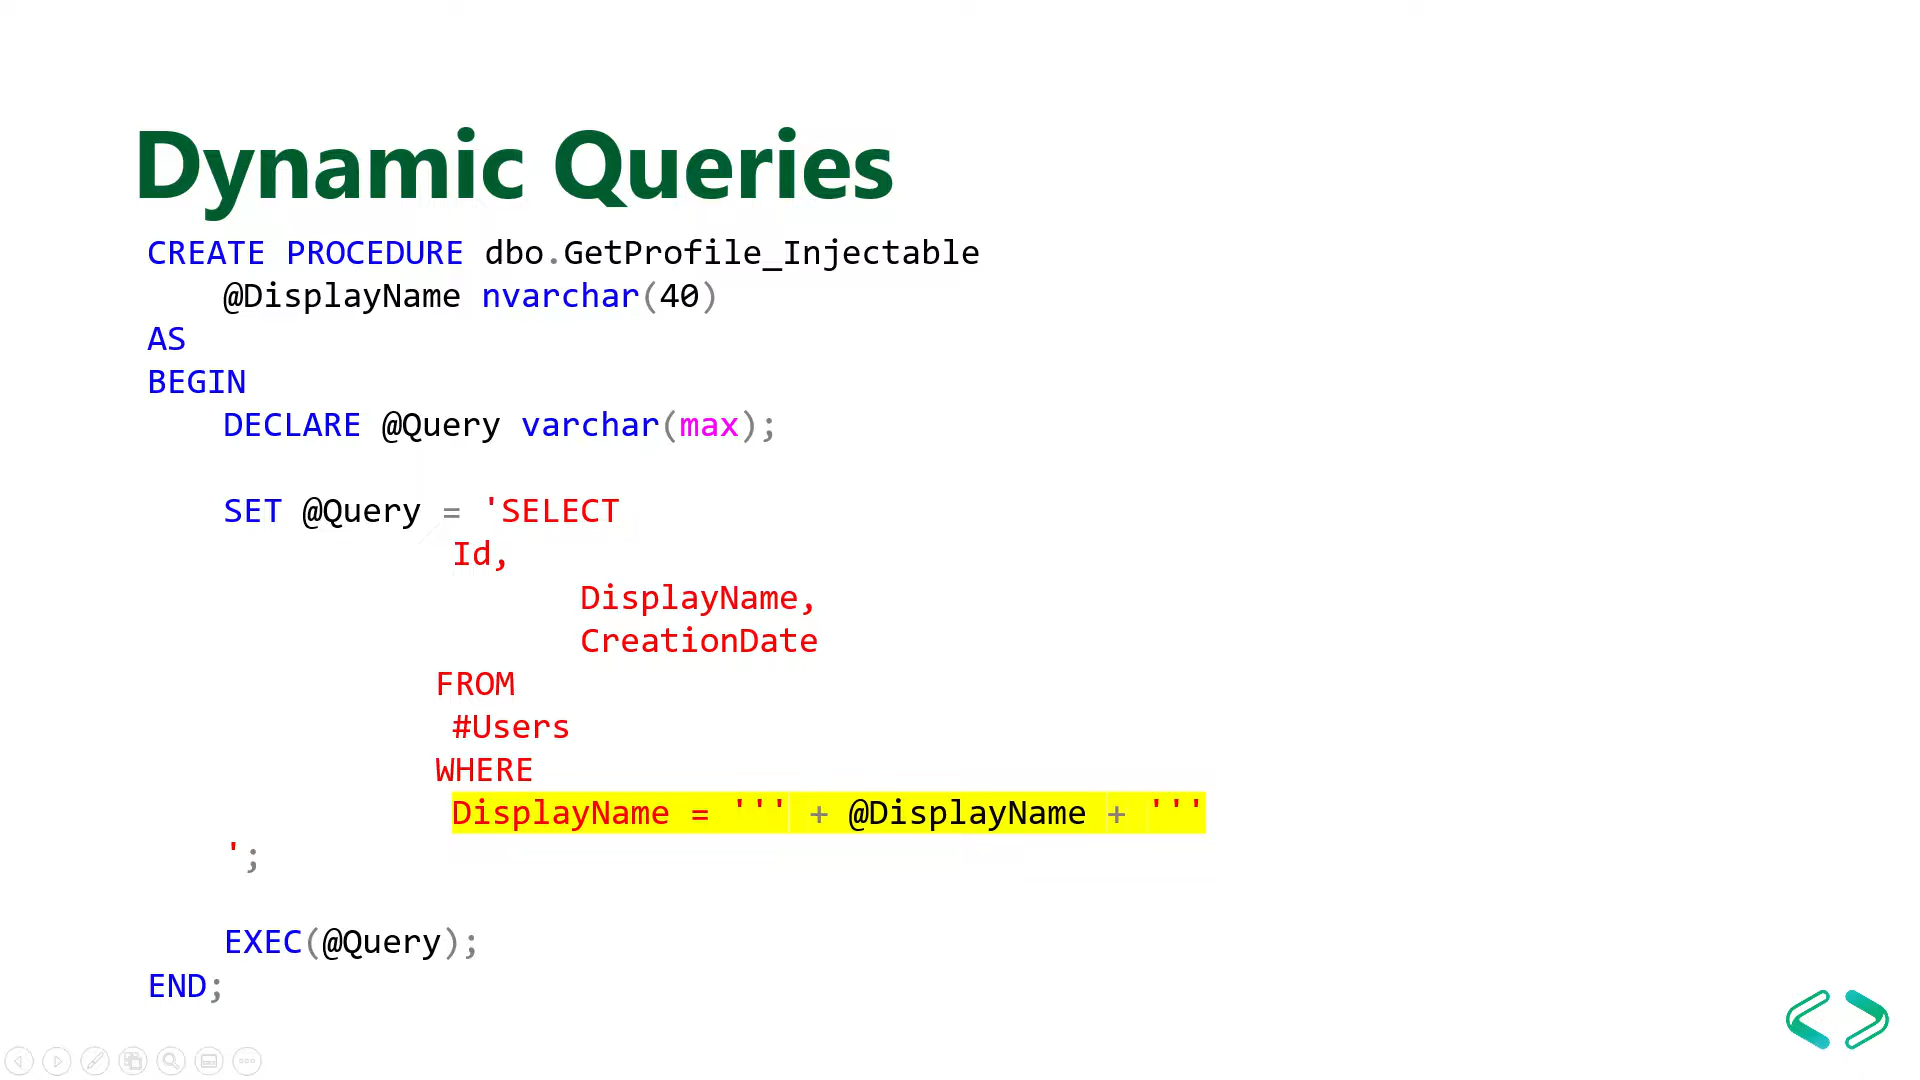 Dynamic Queries
CREATE PROCEDURE dbo.GetProfile_Injectable
@DisplayName nvarchar(40)
AS
BEGIN
DECLARE @Query varchar(max);
SET @Query = 'SELECT
Id,
DisplayName,
CreationDate
FROM
#Users
WHERE
DisplayName = ''' + @DisplayName + '''
';
EXEC(@Query);
END;